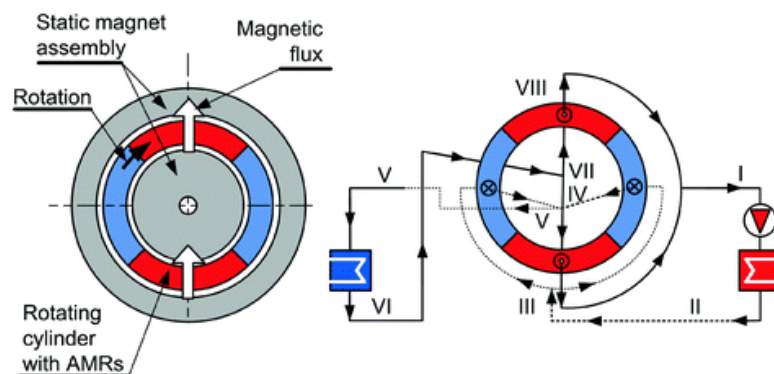 Static magnet
assembly
Magnetic
flux
Rotation
Rotating
cylinder
with AMRs
VIII
VII
IV
V
V
VI
III
I
II